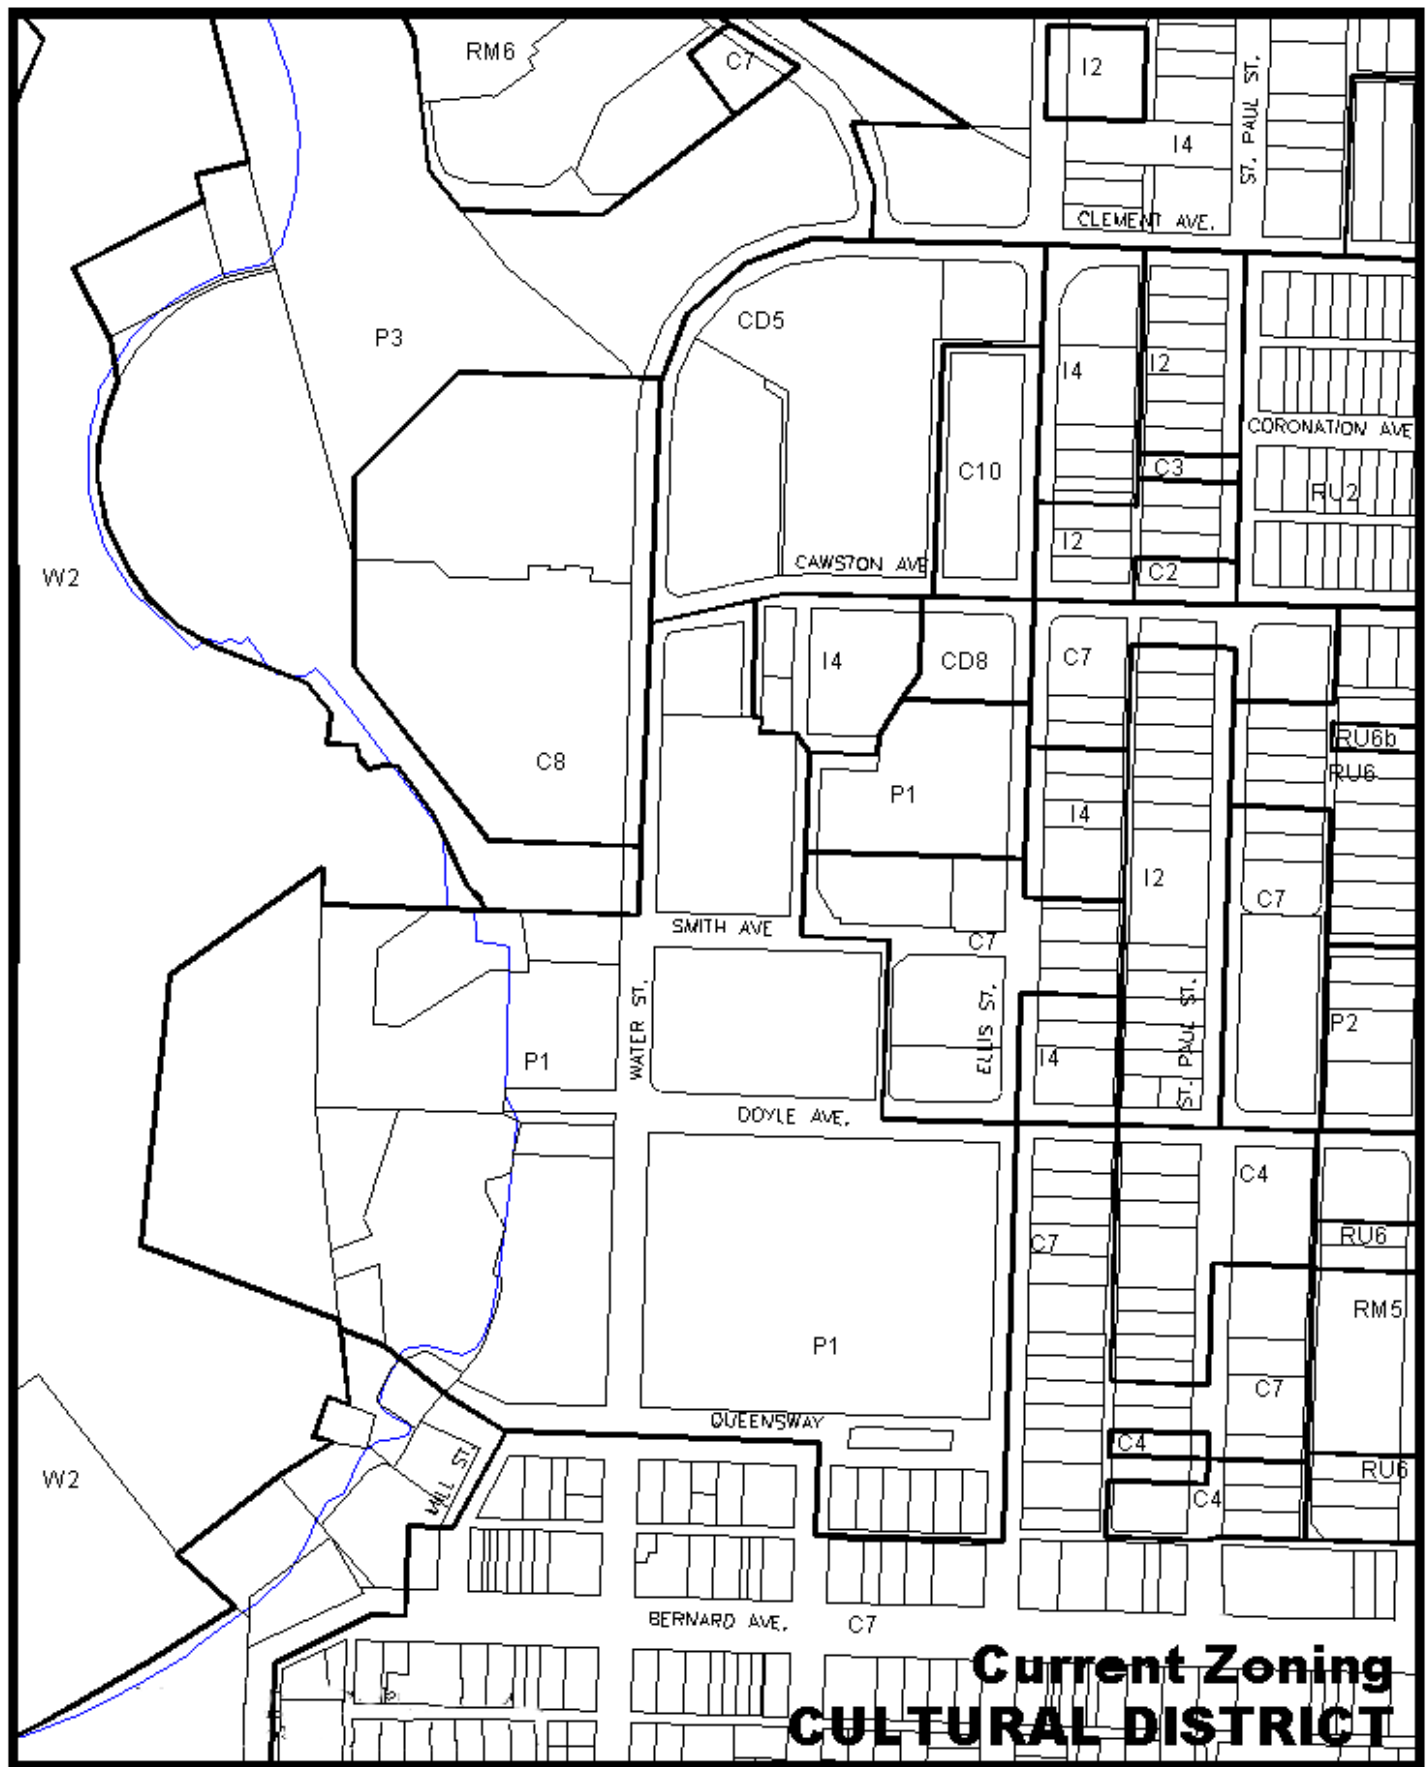 RM6
C7
I2
ST. PAUL ST.
I4
CLEMENT AVE.
CD5
P3
I4
I2
CORONATION AVE
C3
C10
RU2
I2
CAWSTON AVE
C2
W2
I4
CD8
C7
RU6b
RU6
C8
P1
I4
I2
C7
SMITH AVE
C7
WATER ST.
ELLIS ST.
ST. PAUL ST.
P2
P1
I4
DOYLE AVE.
C4
C7
RU6
RM5
P1
C7
QUEENSWAY
C4
W2
MILL ST.
RU6
C4
BERNARD AVE.
C7
Current Zoning
CULTURAL DISTRICT